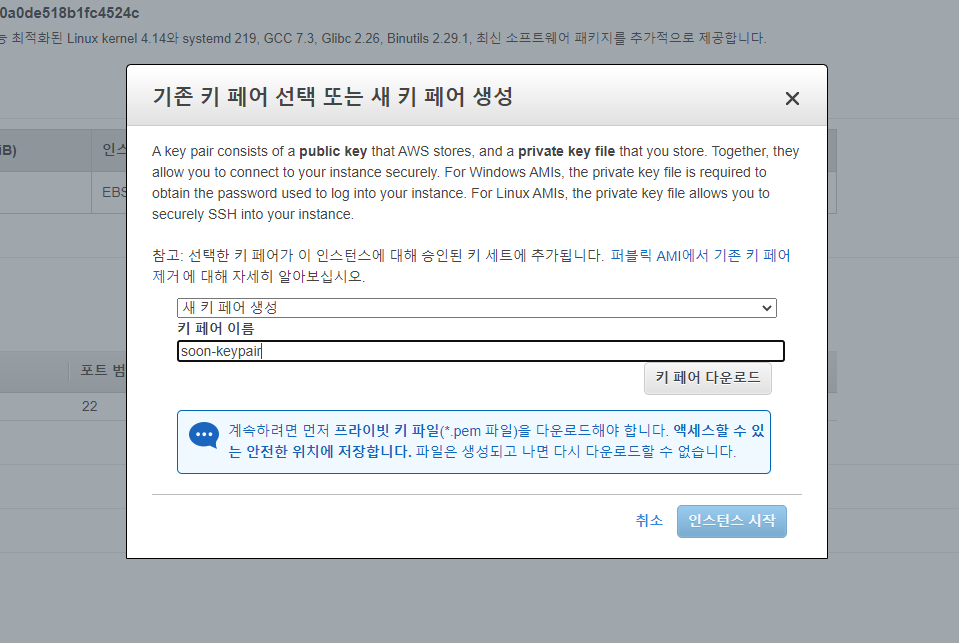 0a0de518b1fc4524c
능 최적화된 Linux kernel 4.14와 systemd 219, GCC 7.3, Glibc 2.26, Binutils 2.29.1, 최신 소프트웨어 패키지를 추가적으로 제공합니다.
기존 키 페어 선택 또는 새 키 페어 생성
iB)
인스
EBS
A key pair consists of a public key that AWS stores, and a private key file that you store. Together, they
allow you to connect to your instance securely. For Windows AMIs, the private key file is required to
obtain the password used to log into your instance. For Linux AMIs, the private key file allows you to
securely SSH into your instance.
참고: 선택한 키 페어가 이 인스턴스에 대해 승인된 키 세트에 추가됩니다. 퍼블릭 AMI에서 기존 키 페어
제거 에 대해 자세히 알아보십시오.
새 키 페어 생성
키 페어 이름
soon-keypair
포트 범
키 페어 다운로드
22
계속하려면 먼저 프라이빗 키 파일(*.pem 파일)을 다운로드해야 합니다. 액세스할 수 있
는 안전한 위치에 저장합니다. 파일은 생성되고 나면 다시 다운로드할 수 없습니다.
취소
인스턴스 시작